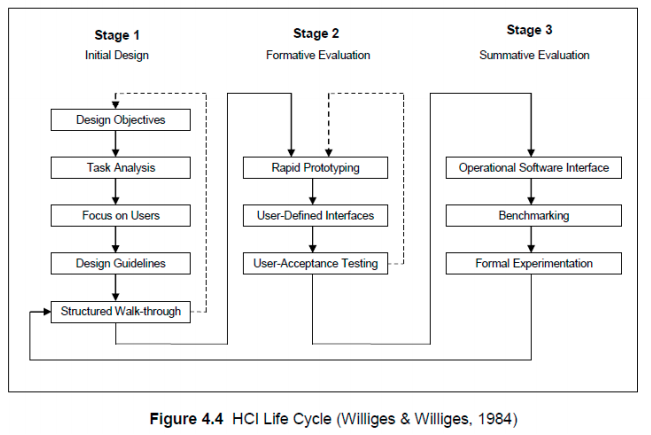 Stage 1
Initial Design
Design Objectives
Task Analysis
Focus on Users
Design Guidelines
Structured Walk-through
Stage 2
Formative Evaluation
Rapid Prototyping
User-Defined Interfaces
User-Acceptance Testing
Stage 3
Summative Evaluation
Operational Software Interface
Benchmarking
Formal Experimentation
Figure 4.4 HCI Life Cycle (Williges & Williges, 1984)